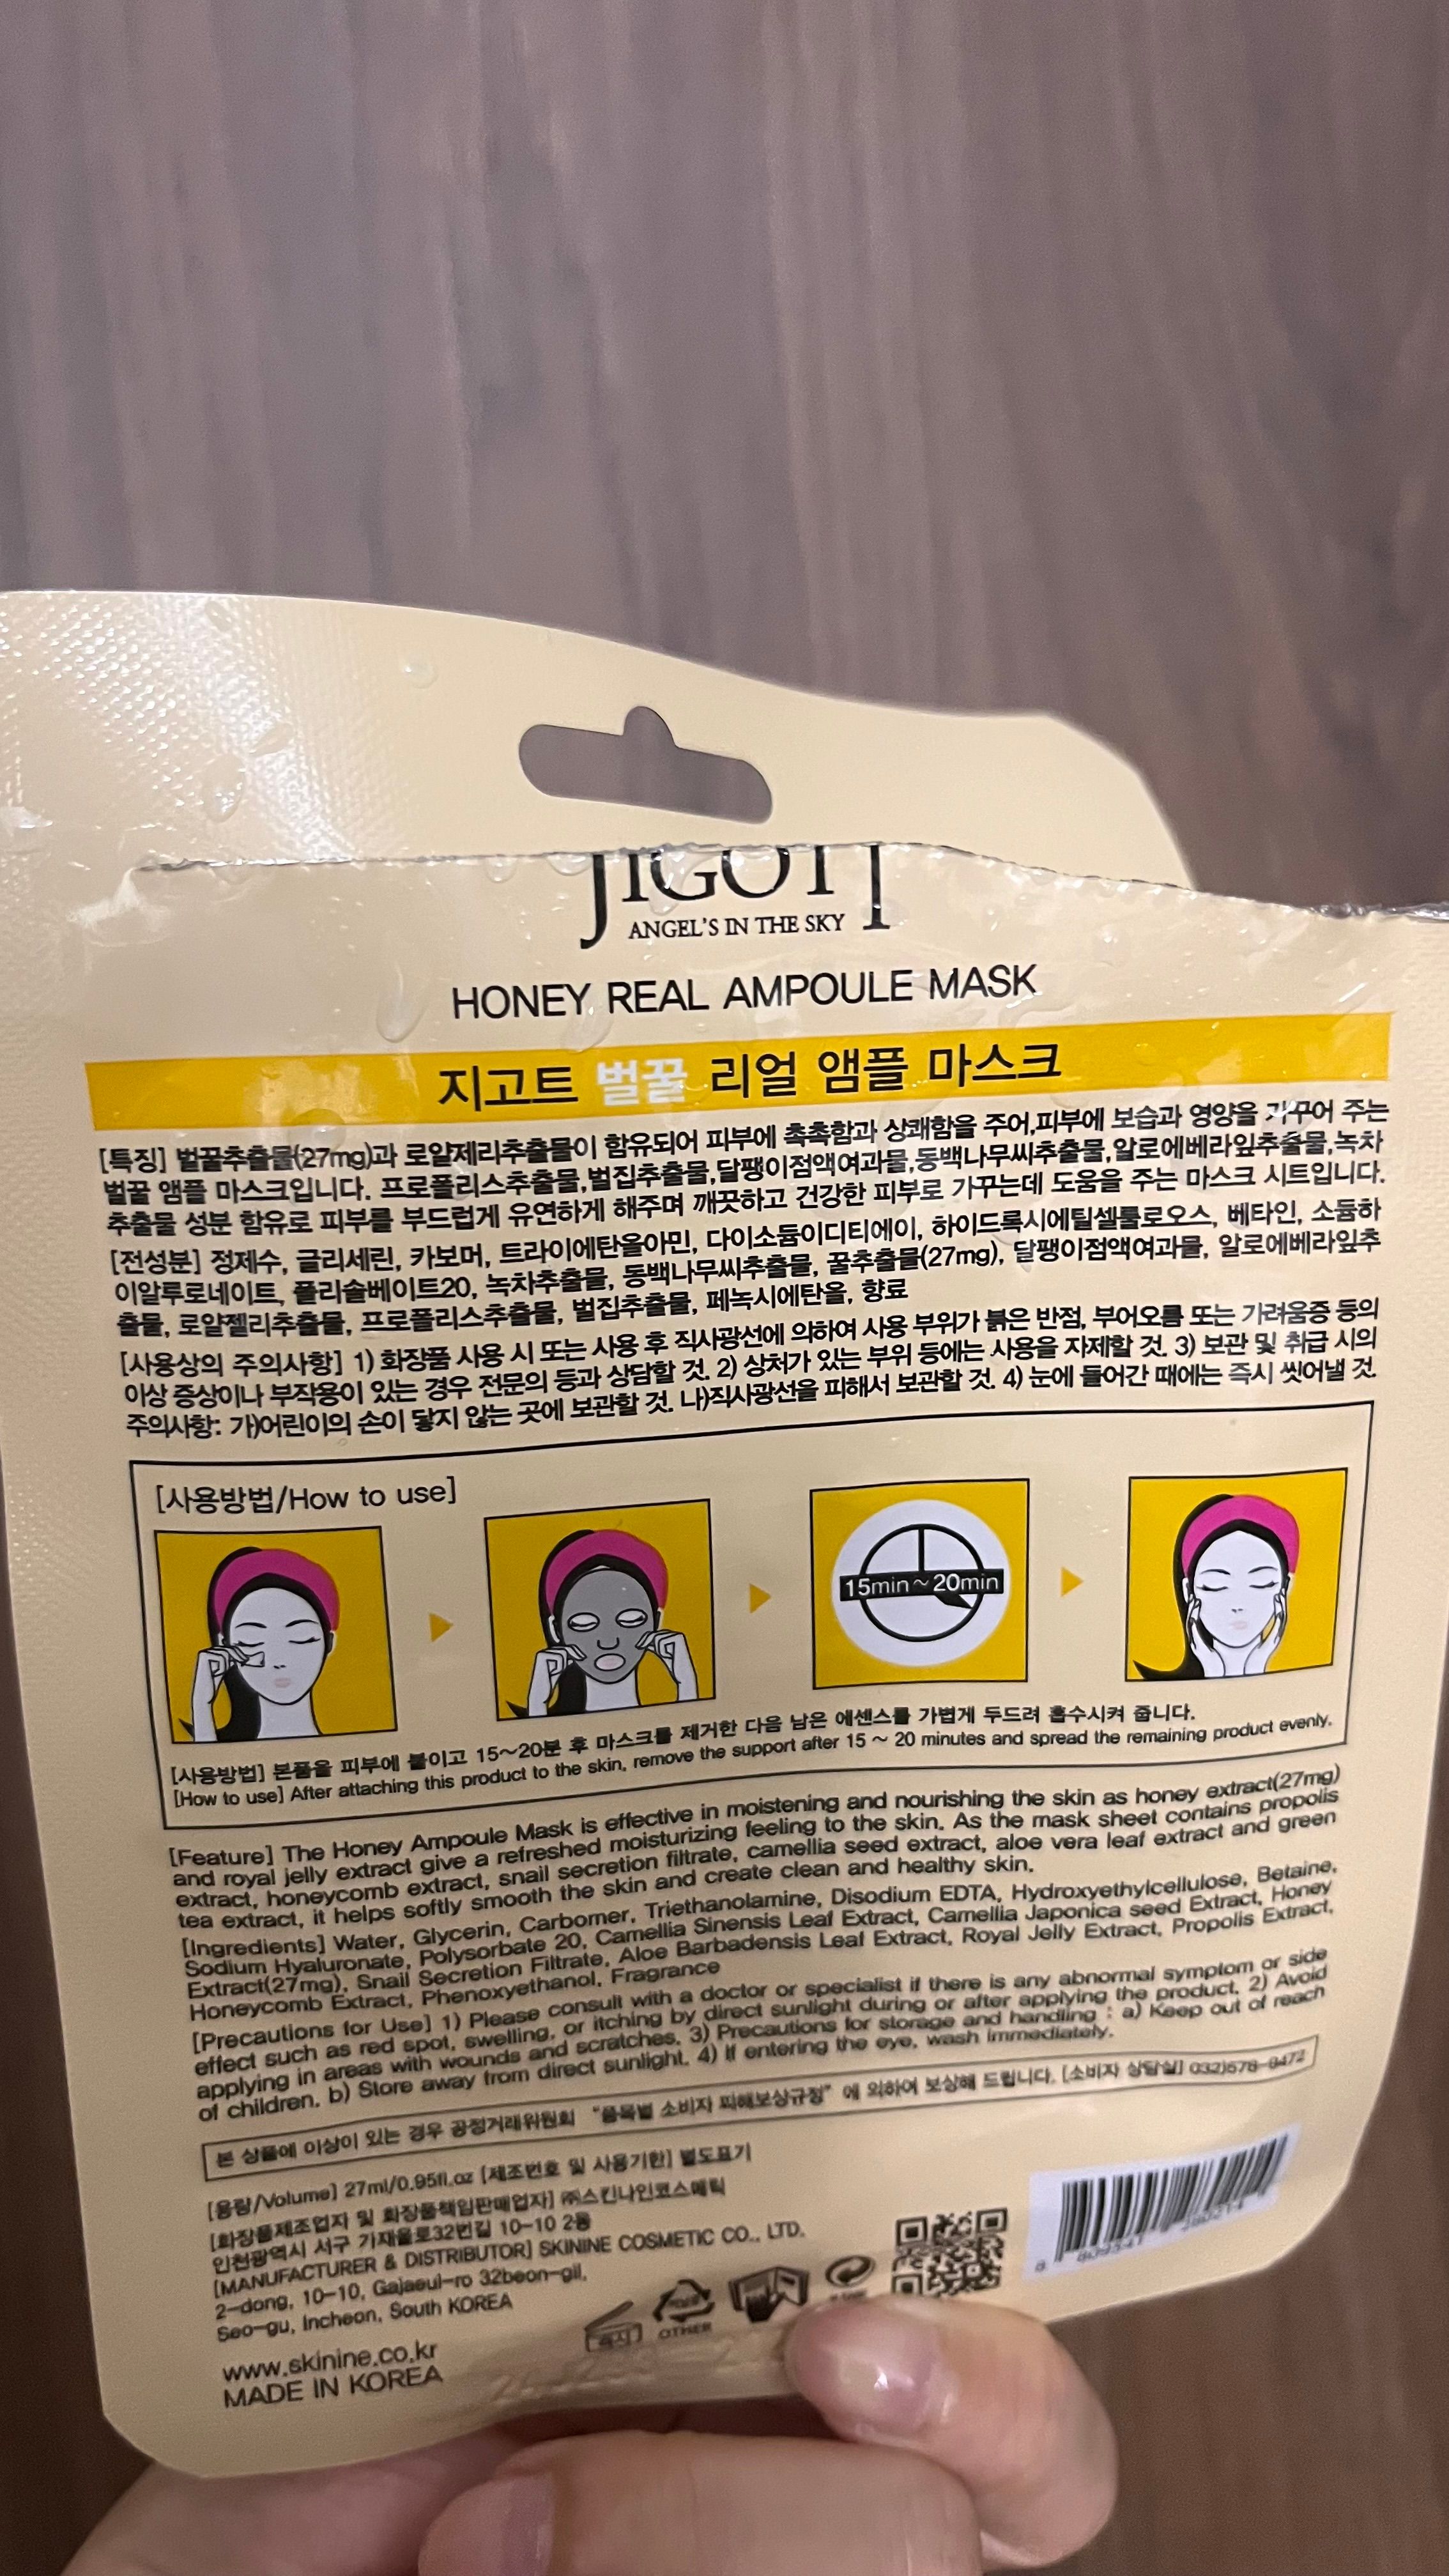 JIGOTT
ANGEL'S IN THE SKY
HONEY REAL AMPOULE MASK
지고트 벌꿀 리얼 앰플 마스크
[특징] 벌꿀추출물(27mg)과 로얄제리추출물이 함유되어 피부에 촉촉함과 상쾌함을 주어,피부에 보습과 영양을 가꾸어 주는
벌꿀 앰플 마스크입니다. 프로폴리스추출물,벌집추출물,달팽이점액여과물,동백나무씨추출물,알로에베라잎추출물,녹차
추출물 성분 함유로 피부를 부드럽게 유연하게 해주며 깨끗하고 건강한 피부로 가꾸는데 도움을 주는 마스크 시트입니다.
[전성분] 정제수, 글리세린, 카보머, 트라이에탄올아민, 다이소듐이디티에이, 하이드록시에틸셀룰로오스, 베타인, 소듐하
이알루로네이트, 폴리솔베이트20, 녹차추출물, 동백나무씨추출물, 꿀추출물(27mg), 달팽이점액여과물, 알로에베라잎추
출물, 로얄젤리추출물, 프로폴리스추출물, 벌집추출물, 페녹시에탄올, 향료
[사용상의 주의사항] 1) 화장품 사용 시 또는 사용 후 직사광선에 의하여 사용 부위가 붉은 반점, 부어오름 또는 가려움증 등의
이상 증상이나 부작용이 있는 경우 전문의 등과 상담할 것. 2) 상처가 있는 부위 등에는 사용을 자제할 것. 3) 보관 및 취급 시의
주의사항: 가)어린이의 손이 닿지 않는 곳에 보관할 것. 나)직사광선을 피해서 보관할 것. 4) 눈에 들어간 때에는 즉시 씻어낼 것.
[사용방법/How to use]
15min~20min
[사용방법] 본품을 피부에 붙이고 15~20분 후 마스크를 제거한 다음 남은 에센스를 가볍게 두드려 흡수시켜 줍니다.
[How to use] After attaching this product to the skin, remove the support after 15 ~ 20 minutes and spread the remaining product evenly.
[Feature] The Honey Ampoule Mask is effective in moistening and nourishing the skin as honey extract(27mg)
and royal jelly extract give a refreshed moisturizing feeling to the skin. As the mask sheet contains propolis
extract, honeycomb extract, snail secretion filtrate, camellia seed extract, aloe vera leaf extract and green
tea extract, it helps softly smooth the skin and create clean and healthy skin.
[Ingredients] Water, Glycerin, Carbomer, Triethanolamine, Disodium EDTA, Hydroxyethylcellulose, Betaine,
Sodium Hyaluronate, Polysorbate 20, Camellia Sinensis Leaf Extract, Camellia Japonica seed Extract, Honey
Extract(27mg), Snail Secretion Filtrate, Aloe Barbadensis Leaf Extract, Royal Jelly Extract, Propolis Extract,
Honeycomb Extract, Phenoxyethanol, Fragrance
[Precautions for Use] 1) Please consult with a doctor or specialist if there is any abnormal symptom or side
effect such as red spot, swelling, or itching by direct sunlight during or after applying the product. 2) Avoid
applying in areas with wounds and scratches. 3) Precautions for storage and handling : a) Keep out of reach
of children. b) Store away from direct sunlight. 4) If entering the eye, wash immediately.
본 상품에 이상이 있는 경우 공정거래위원회 "품목별 소비자 피해보상규정" 에 의하여 보상해 드립니다. [소비자 상담실]
[용량/Volume] 27ml/0.95fl.oz [제조번호 및 사용기한] 별도표기
[화장품제조업자 및 화장품책임판매업자] ㈜스킨나인코스메틱
인천광역시 서구 가재울로32번길 10-10 2동
[MANUFACTURER & DISTRIBUTOR] SKININE COSMETIC CO., LTD.
2-dong, 10-10, Gajaeul-ro 32beon-gil,
Seo-gu, Incheon, South KOREA
www.skinine.co.kr
MADE IN KOREA
즉시
OTHER